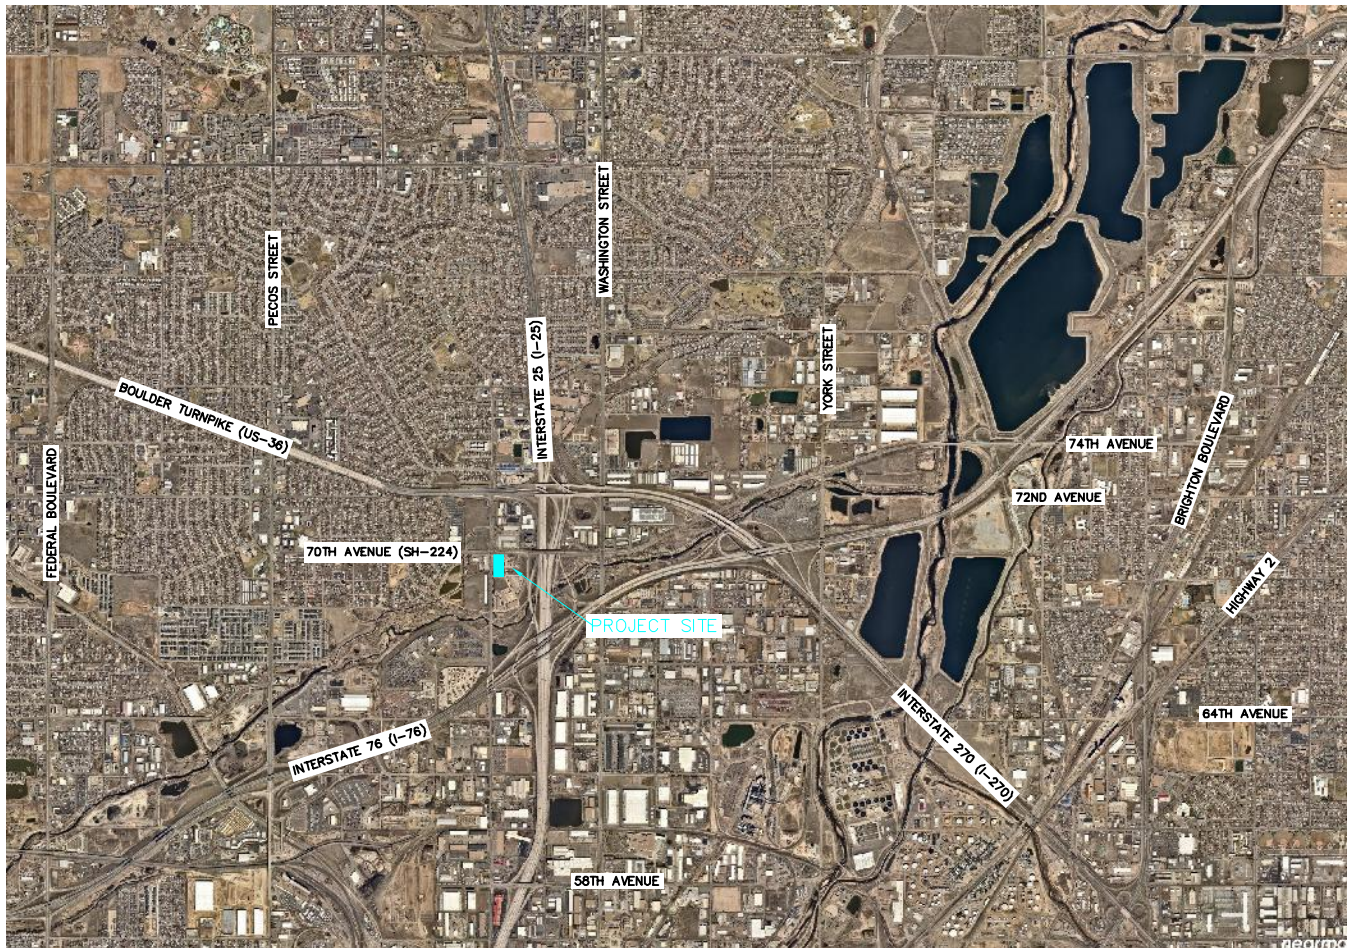 WASHINGTON STREET
PECOS STREET
INTERSTATE 25 (I-25)
YORK STREET
BOULDER TURNPIKE (US-36)
FEDERAL BOULEVARD
74TH AVENUE
BRIGHTON BOULEVARD
72ND AVENUE
70TH AVENUE (SH-224)
HIGHWAY 2
PROJECT SITE
INTERSTATE 76 (I-76)
INTERSTATE 270 (I-270)
64TH AVENUE
58TH AVENUE